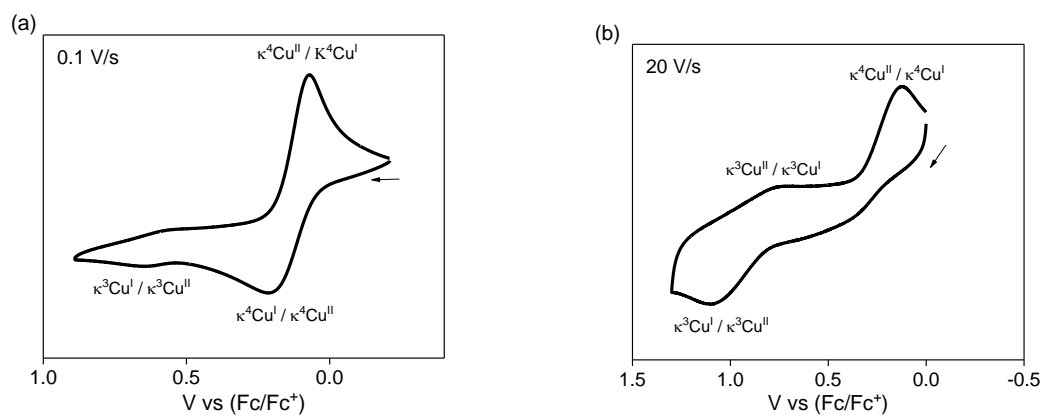 (a)
0.1 V/s
κ⁴Cuᴵᴵ / K⁴Cuᴵ
κ³Cuᴵ / κ³Cuᴵᴵ
κ⁴Cuᴵ / κ⁴Cuᴵᴵ
1.0 0.5 0.0
V vs (Fc/Fc⁺)
(b)
20 V/s
κ⁴Cuᴵᴵ / κ⁴Cuᴵ
κ³Cuᴵᴵ / κ³Cuᴵ
κ³Cuᴵ / κ³Cuᴵᴵ
1.5 1.0 0.5 0.0 -0.5
V vs (Fc/Fc⁺)